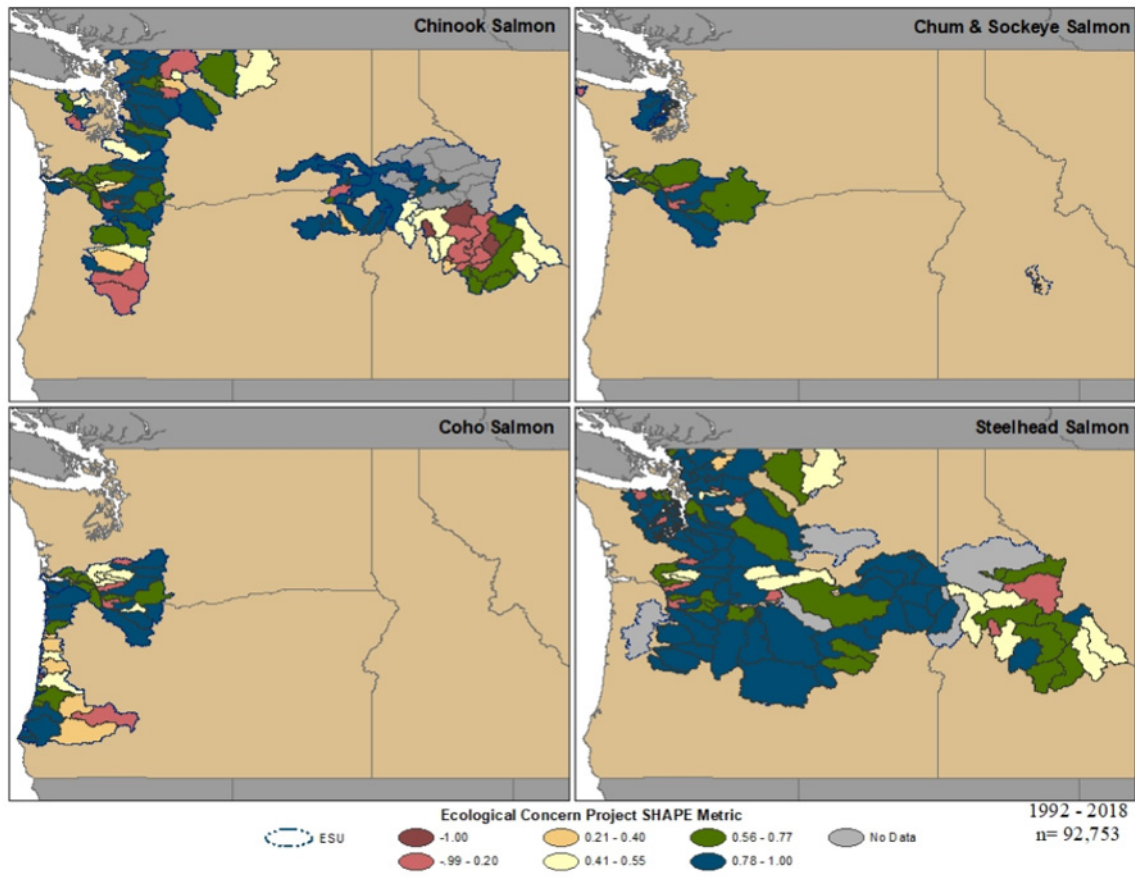 Chinook Salmon
Chum & Sockeye Salmon
Coho Salmon
Steelhead Salmon
Ecological Concern Project SHAPE Metric
1992 - 2018
n= 92,753
ESU
-1.00
0.21 - 0.40
0.56 - 0.77
No Data
-.99 - 0.20
0.41 - 0.55
0.78 - 1.00